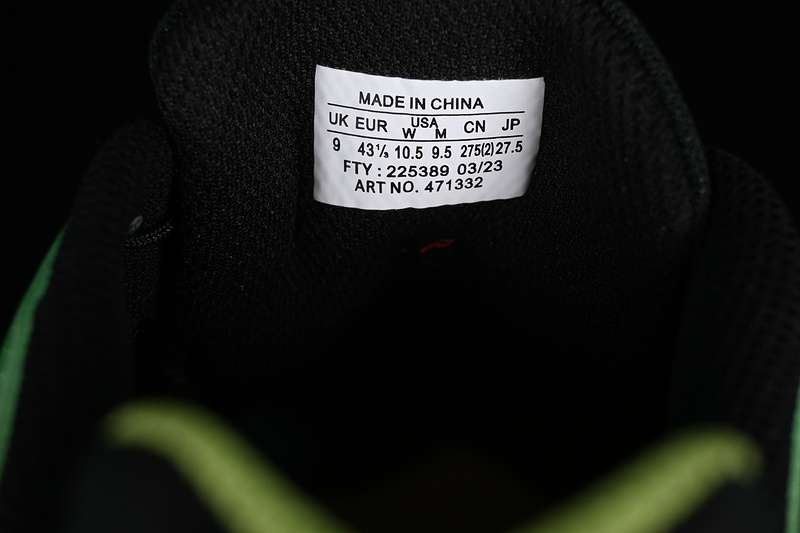 MADE IN CHINA
UK EUR USA CN JP
W M
9 43⅓ 10.5 9.5 275(2) 27.5
FTY : 225389 03/23
ART NO. 471332